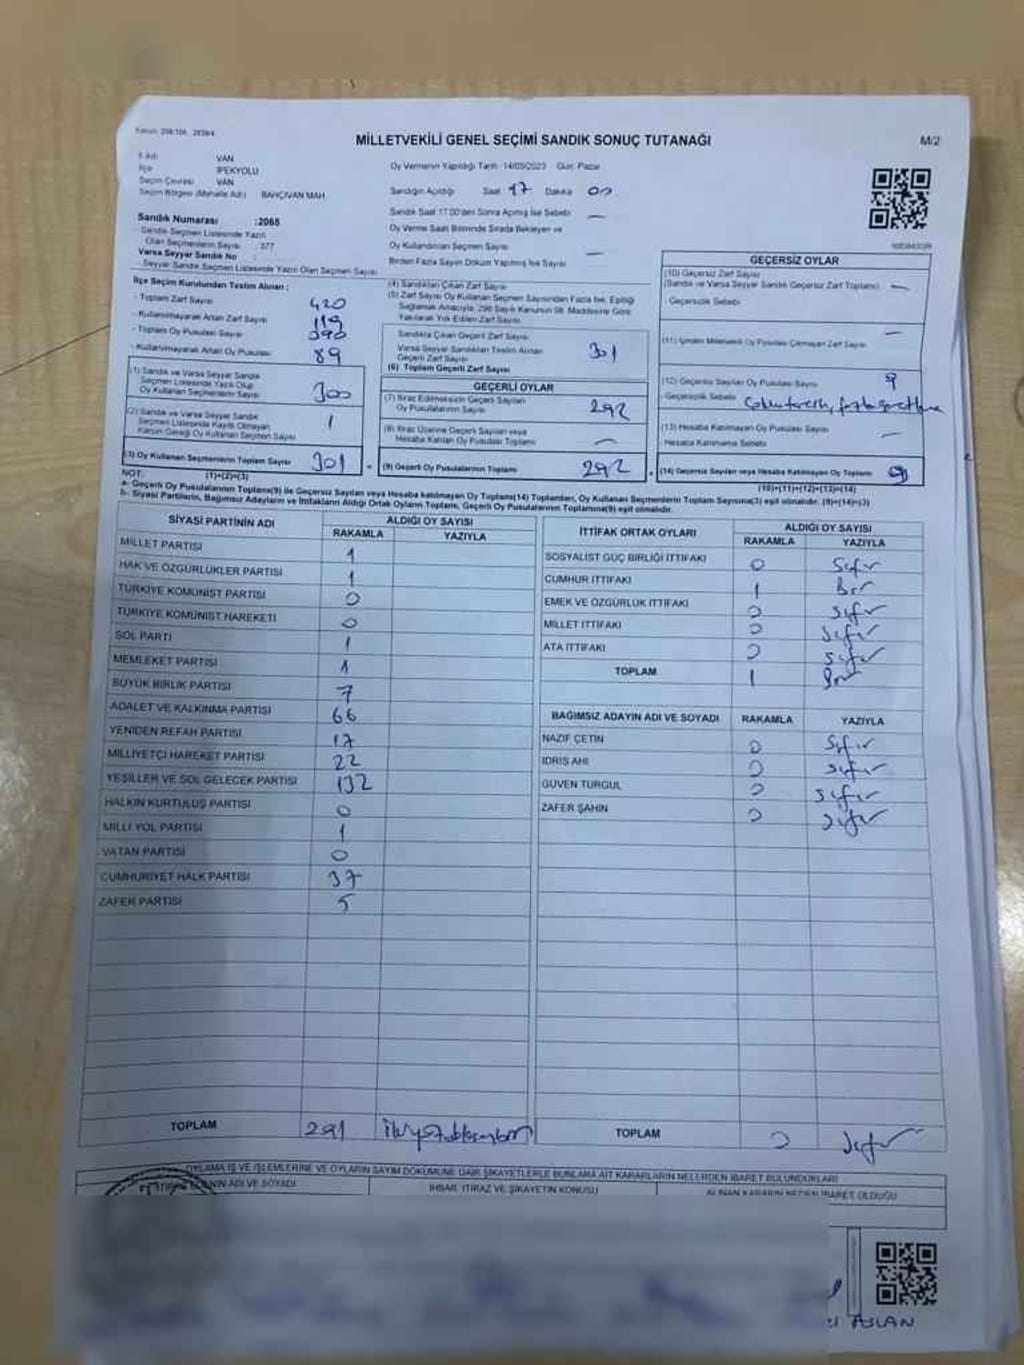 Kanun: 298/106, 2839/4
MİLLETVEKİLİ GENEL SEÇİMİ SANDIK SONUÇ TUTANAĞI
M/2
İl Adı VAN
İlçe İPEKYOLU
Seçim Çevresi VAN
Seçim Bölgesi (Mahalle Adı) BAHÇIVAN MAH
Sandık Numarası :2065
Sandık Seçmen Listesinde Yazılı
Olan Seçmenlerin Sayısı : 377
Varsa Seyyar Sandık No :
Seyyar Sandık Seçmen Listesinde Yazılı Olan Seçmen Sayısı
Oy Vermenin Yapıldığı Tarih : 14/05/2023 Gün: Pazar
Sandığın Açıldığı Saat 17 Dakika 00
Sandık Saat 17.00'den Sonra Açılmış İse Sebebi —
Oy Verme Saati Bitiminde Sırada Bekleyen ve
Oy Kullandırılan Seçmen Sayısı —
Birden Fazla Sayım Döküm Yapılmış İse Sayısı
İlçe Seçim Kurulundan Teslim Alınan :
- Toplam Zarf Sayısı 420
- Kullanılmayarak Artan Zarf Sayısı 119
- Toplam Oy Pusulası Sayısı 390
- Kullanılmayarak Artan Oy Pusulası 89
(1) Sandık ve Varsa Seyyar Sandık
Seçmen Listesinde Yazılı Olup
Oy Kullanan Seçmenlerin Sayısı 300
(2) Sandık ve Varsa Seyyar Sandık
Seçmen Listesinde Kaydı Olmayan
Kanun Gereği Oy Kullanan Seçmen Sayısı 1
(3) Oy Kullanan Seçmenlerin Toplam Sayısı 301
(1)+(2)=(3)
(4) Sandıktan Çıkan Zarf Sayısı
(5) Zarf Sayısı Oy Kullanan Seçmen Sayısından Fazla İse, Eşitliği
Sağlamak Amacıyla, 298 Sayılı Kanunun 98. Maddesine Göre
Yakılarak Yok Edilen Zarf Sayısı
Sandıkta Çıkan Geçerli Zarf Sayısı
Varsa Seyyar Sandıktan Teslim Alınan
Geçerli Zarf Sayısı
301
(6) Toplam Geçerli Zarf Sayısı
GEÇERLİ OYLAR
(7) İtiraz Edilmeksizin Geçerli Sayılan
Oy Pusulalarının Sayısı 292
(8) İtiraz Üzerine Geçerli Sayılan veya
Hesaba Katılan Oy Pusulası Toplamı —
(9) Geçerli Oy Pusulalarının Toplamı 292
GEÇERSİZ OYLAR
(10) Geçersiz Zarf Sayısı
(Sandık ve Varsa Seyyar Sandık Geçersiz Zarf Toplamı) —
- Geçersizlik Sebebi
—
(11) İçinden Milletvekili Oy Pusulası Çıkmayan Zarf Sayısı
(12) Geçersiz Sayılan Oy Pusulası Sayısı 9
- Geçersizlik Sebebi
(13) Hesaba Katılmayan Oy Pusulası Sayısı —
Hesaba Katılmama Sebebi
(14) Geçersiz Sayılan veya Hesaba Katılmayan Oy Toplamı 9
(10)+(11)+(12)+(13)=(14)
NOT:
a- Geçerli Oy Pusulalarının Toplamı(9) ile Geçersiz Sayılan veya Hesaba katılmayan Oy Toplamı(14) Toplamları, Oy Kullanan Seçmenlerin Toplam Sayısına(3) eşit olmalıdır. (9)+(14)=(3)
b- Siyasi Partilerin, Bağımsız Adayların ve İttifakların Aldığı Ortak Oyların Toplamı, Geçerli Oy Pusulalarının Toplamına(9) eşit olmalıdır.
SİYASİ PARTİNİN ADI ALDIĞI OY SAYISI
RAKAMLA YAZIYLA
MİLLET PARTİSİ 1
HAK VE ÖZGÜRLÜKLER PARTİSİ 1
TÜRKİYE KOMÜNİST PARTİSİ 0
TÜRKİYE KOMÜNİST HAREKETİ 0
SOL PARTİ 1
MEMLEKET PARTİSİ 1
BÜYÜK BİRLİK PARTİSİ 7
ADALET VE KALKINMA PARTİSİ 66
YENİDEN REFAH PARTİSİ 17
MİLLİYETÇİ HAREKET PARTİSİ 22
YEŞİLLER VE SOL GELECEK PARTİSİ 132
HALKIN KURTULUŞ PARTİSİ 0
MİLLİ YOL PARTİSİ 1
VATAN PARTİSİ 0
CUMHURİYET HALK PARTİSİ 37
ZAFER PARTİSİ 5
TOPLAM 291
İTTİFAK ORTAK OYLARI ALDIĞI OY SAYISI
RAKAMLA YAZIYLA
SOSYALİST GÜÇ BİRLİĞİ İTTİFAKI 0 Sıfır
CUMHUR İTTİFAKI 1 Bir
EMEK VE ÖZGÜRLÜK İTTİFAKI 0 Sıfır
MİLLET İTTİFAKI 0 Sıfır
ATA İTTİFAKI 0 Sıfır
TOPLAM 1 Bir
BAĞIMSIZ ADAYIN ADI VE SOYADI RAKAMLA YAZIYLA
NAZİF ÇETİN 0 Sıfır
İDRİS AHİ 0 Sıfır
GÜVEN TURGUL 0 Sıfır
ZAFER ŞAHİN 0 Sıfır
TOPLAM 0 Sıfır
OYLAMA İŞ VE İŞLEMLERİNE VE OYLARIN SAYIM DÖKÜMÜNE DAİR ŞİKAYETLERLE BUNLARA AİT KARARLARIN NELERDEN İBARET BULUNDUKLARI
ADI VE SOYADI İHBAR, İTİRAZ VE ŞİKAYETİN KONUSU ALINAN KARARIN NEDEN İBARET OLDUĞU
ASLAN